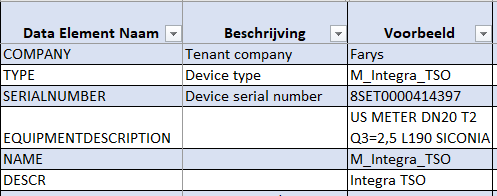 Data Element Naam Beschrijving Voorbeeld
COMPANY Tenant company Farys
TYPE Device type M_Integra_TSO
SERIALNUMBER Device serial number 8SET0000414397
US METER DN20 T2
EQUIPMENTDESCRIPTION Q3=2,5 L190 SICONIA
NAME M_Integra_TSO
DESCR Integra TSO